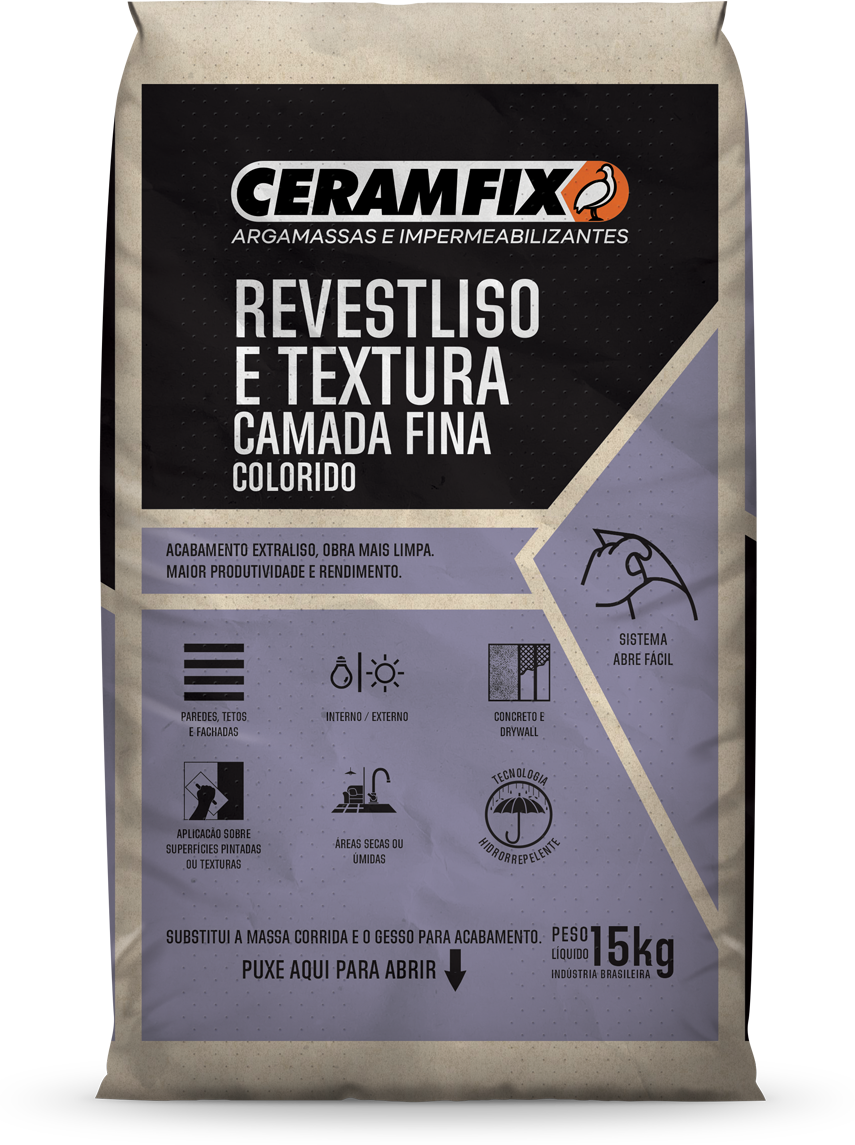 CERAMFIX
ARGAMASSAS E IMPERMEABILIZANTES
REVESTLISO
E TEXTURA
CAMADA FINA
COLORIDO
ACABAMENTO EXTRALISO, OBRA MAIS LIMPA.
MAIOR PRODUTIVIDADE E RENDIMENTO.
SISTEMA
ABRE FÁCIL
PAREDES, TETOS
E FACHADAS
INTERNO / EXTERNO
CONCRETO E
DRYWALL
APLICACÃO SOBRE
SUPERFÍCIES PINTADAS
OU TEXTURAS
ÁREAS SECAS OU
ÚMIDAS
TECNOLOGIA
HIDRORREPELENTE
SUBSTITUI A MASSA CORRIDA E O GESSO PARA ACABAMENTO.
PUXE AQUI PARA ABRIR
PESO
LÍQUIDO
15kg
INDÚSTRIA BRASILEIRA